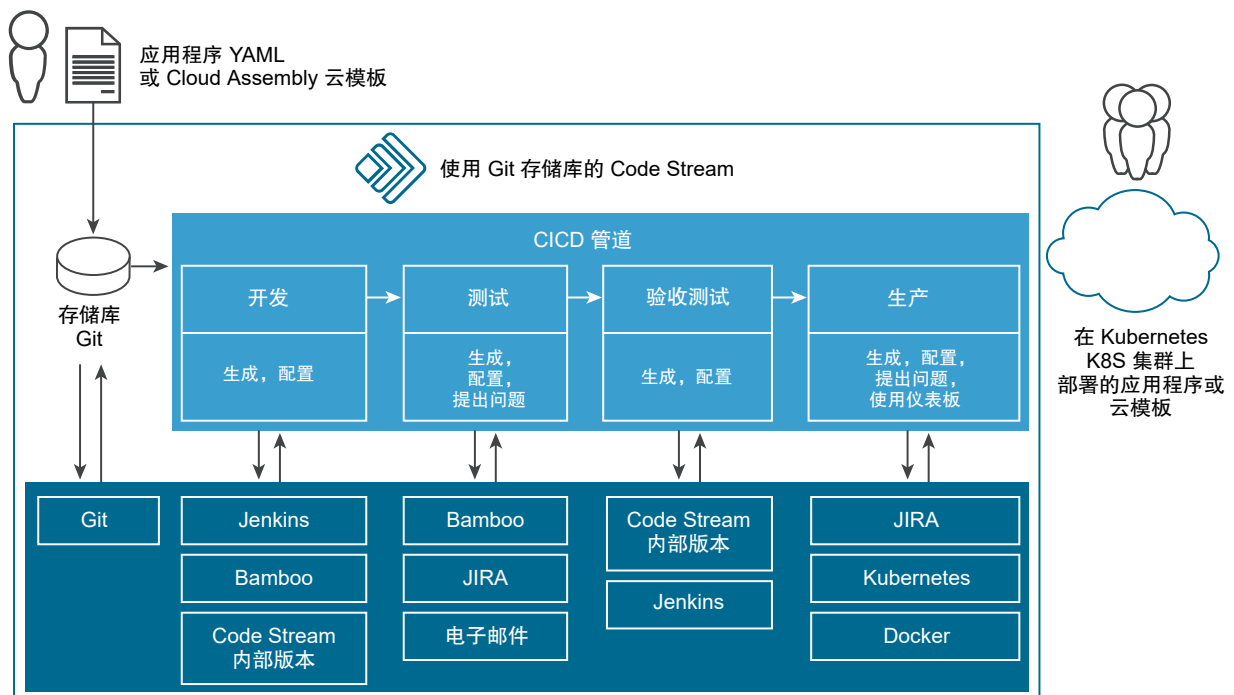 应用程序 YAML
或 Cloud Assembly 云模板
使用 Git 存储库的 Code Stream
CICD 管道
存储库
Git
开发
生成，配置
测试
生成，
配置，
提出问题
验收测试
生成，配置
生产
生成，配置，
提出问题，
使用仪表板
在 Kubernetes
K8S 集群上
部署的应用程序或
云模板
Git
Jenkins
Bamboo
Code Stream
内部版本
Bamboo
JIRA
电子邮件
Code Stream
内部版本
Jenkins
JIRA
Kubernetes
Docker